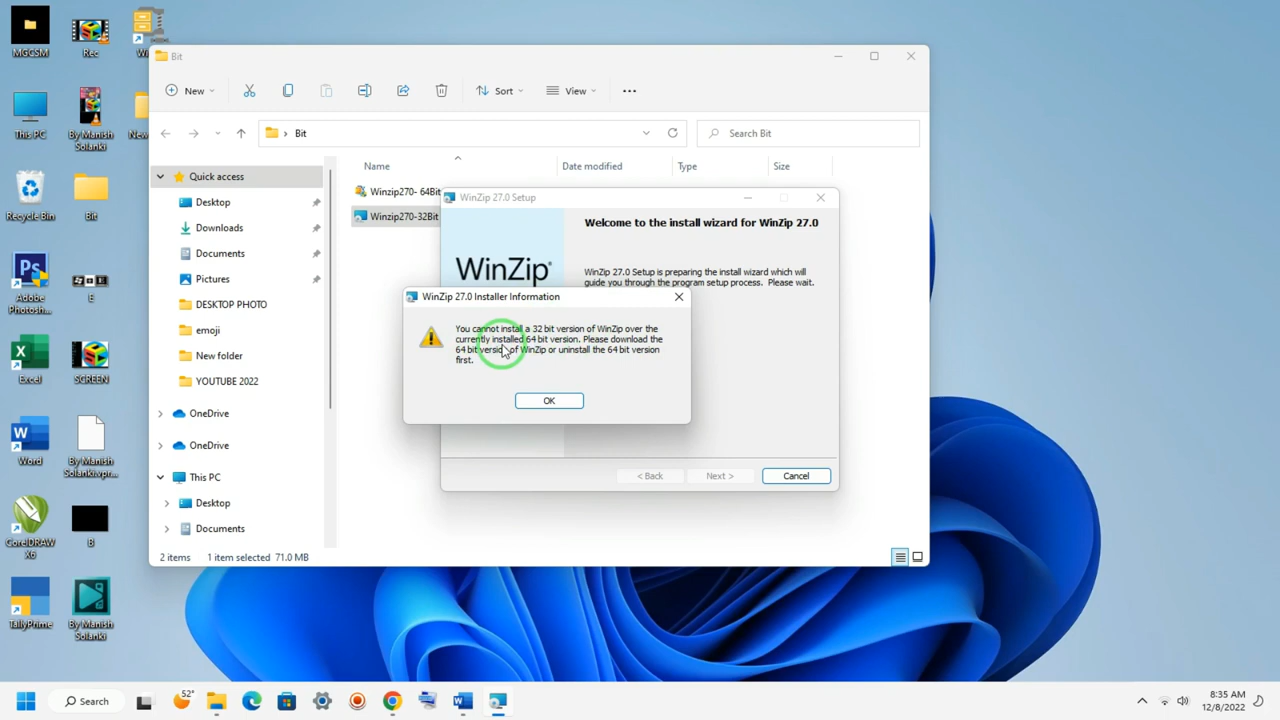 MGCSM
Rec
Wi
Bit
New
Sort
View
This PC
By Manish
Solanki
New
Bit
Search Bit
Name
Date modified
Type
Size
Quick access
Winzip270- 64Bit
Winzip270-32Bit
WinZip 27.0 Setup
Welcome to the install wizard for WinZip 27.0
Recycle Bin
Bit
Desktop
Downloads
Documents
Pictures
WinZip
WinZip 27.0 Setup is preparing the install wizard which will
guide you through the program setup process. Please wait.
WinZip 27.0 Installer Information
You cannot install a 32 bit version of WinZip over the
currently installed 64 bit version. Please download the
64 bit version of WinZip or uninstall the 64 bit version
first.
OK
Ps
Adobe
Photosh...
E
DESKTOP PHOTO
emoji
New folder
YOUTUBE 2022
Excel
SCREEN
OneDrive
OneDrive
Word
By Manish
Solanki.vpr...
This PC
Desktop
Documents
< Back
Next >
Cancel
CorelDRAW
X6
B
2 items
1 item selected 71.0 MB
TallyPrime
By Manish
Solanki
Search
52°
8:35 AM
12/8/2022